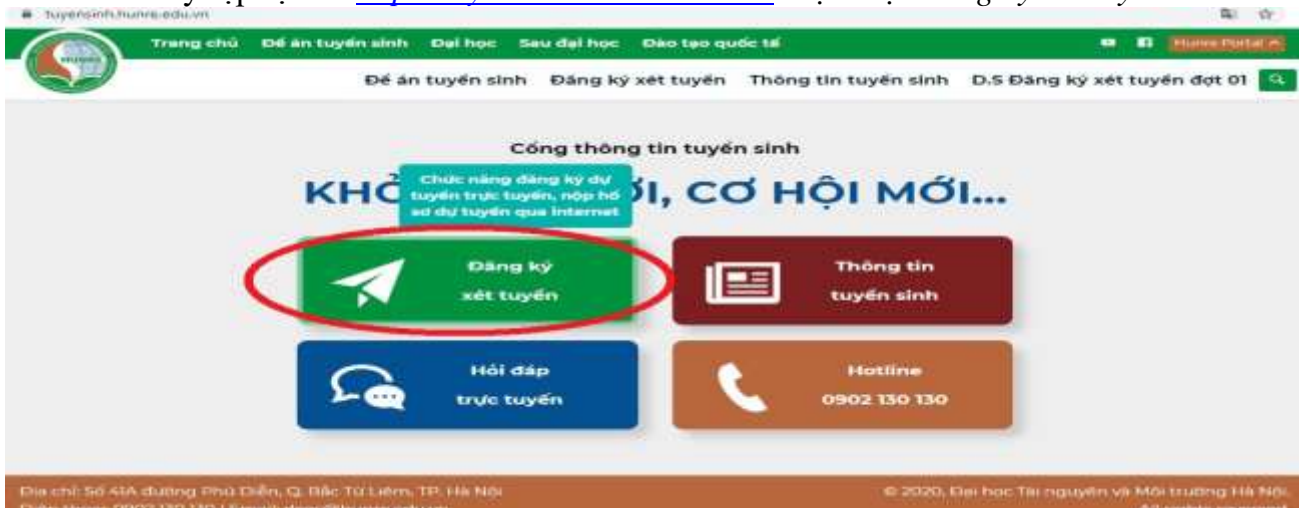 tuyensinh.hunre.edu.vn
Trang chủ Đề án tuyển sinh Đại học Sau đại học Đào tạo quốc tế Hunre Portal
HUNRE
Đề án tuyển sinh Đăng ký xét tuyển Thông tin tuyển sinh D.S Đăng ký xét tuyển đợt 01
Cổng thông tin tuyển sinh
Chức năng đăng ký dự
tuyển trực tuyến, nộp hồ
sơ dự tuyển qua internet
CƠ HỘI MỚI...
Đăng ký
xét tuyển
Thông tin
tuyển sinh
Hỏi đáp
trực tuyến
Hotline
0902 130 130
Địa chỉ: Số 41A đường Phú Diễn, Q. Bắc Từ Liêm, TP. Hà Nội
© 2020, Đại học Tài nguyên và Môi trường Hà Nội.